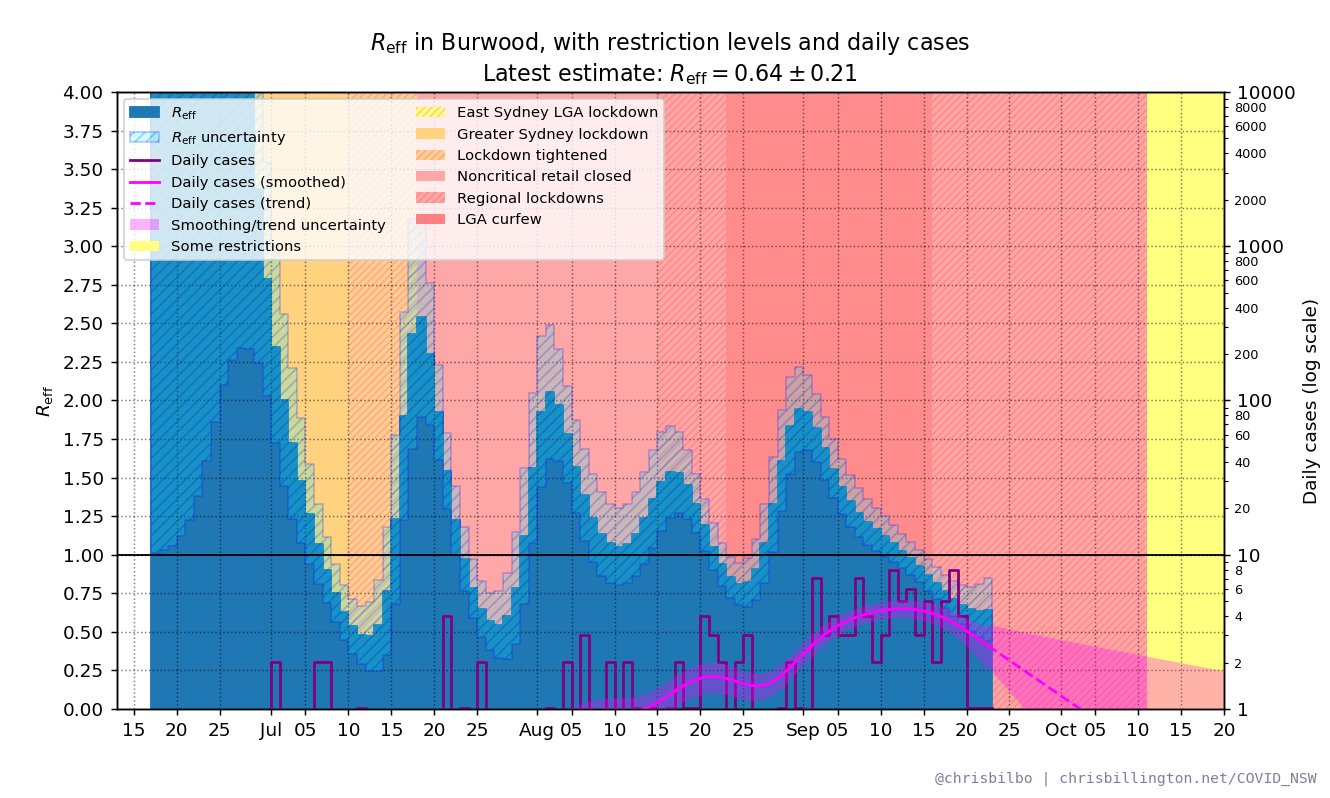 Reff in Burwood, with restriction levels and daily cases
Latest estimate: Reff = 0.64 ± 0.21
Reff
Reff uncertainty
Daily cases
Daily cases (smoothed)
Daily cases (trend)
Smoothing/trend uncertainty
Some restrictions
East Sydney LGA lockdown
Greater Sydney lockdown
Lockdown tightened
Noncritical retail closed
Regional lockdowns
LGA curfew
Reff
4.00
3.75
3.50
3.25
3.00
2.75
2.50
2.25
2.00
1.75
1.50
1.25
1.00
0.75
0.50
0.25
0.00
10000
8000
6000
4000
2000
1000
800
600
400
200
100
80
60
40
20
10
8
6
4
2
1
Daily cases (log scale)
15 20 25 Jul 05 10 15 20 25 Aug 05 10 15 20 25 Sep 05 10 15 20 25 Oct 05 10 15 20
@chrisbilbo | chrisbillington.net/COVID_NSW